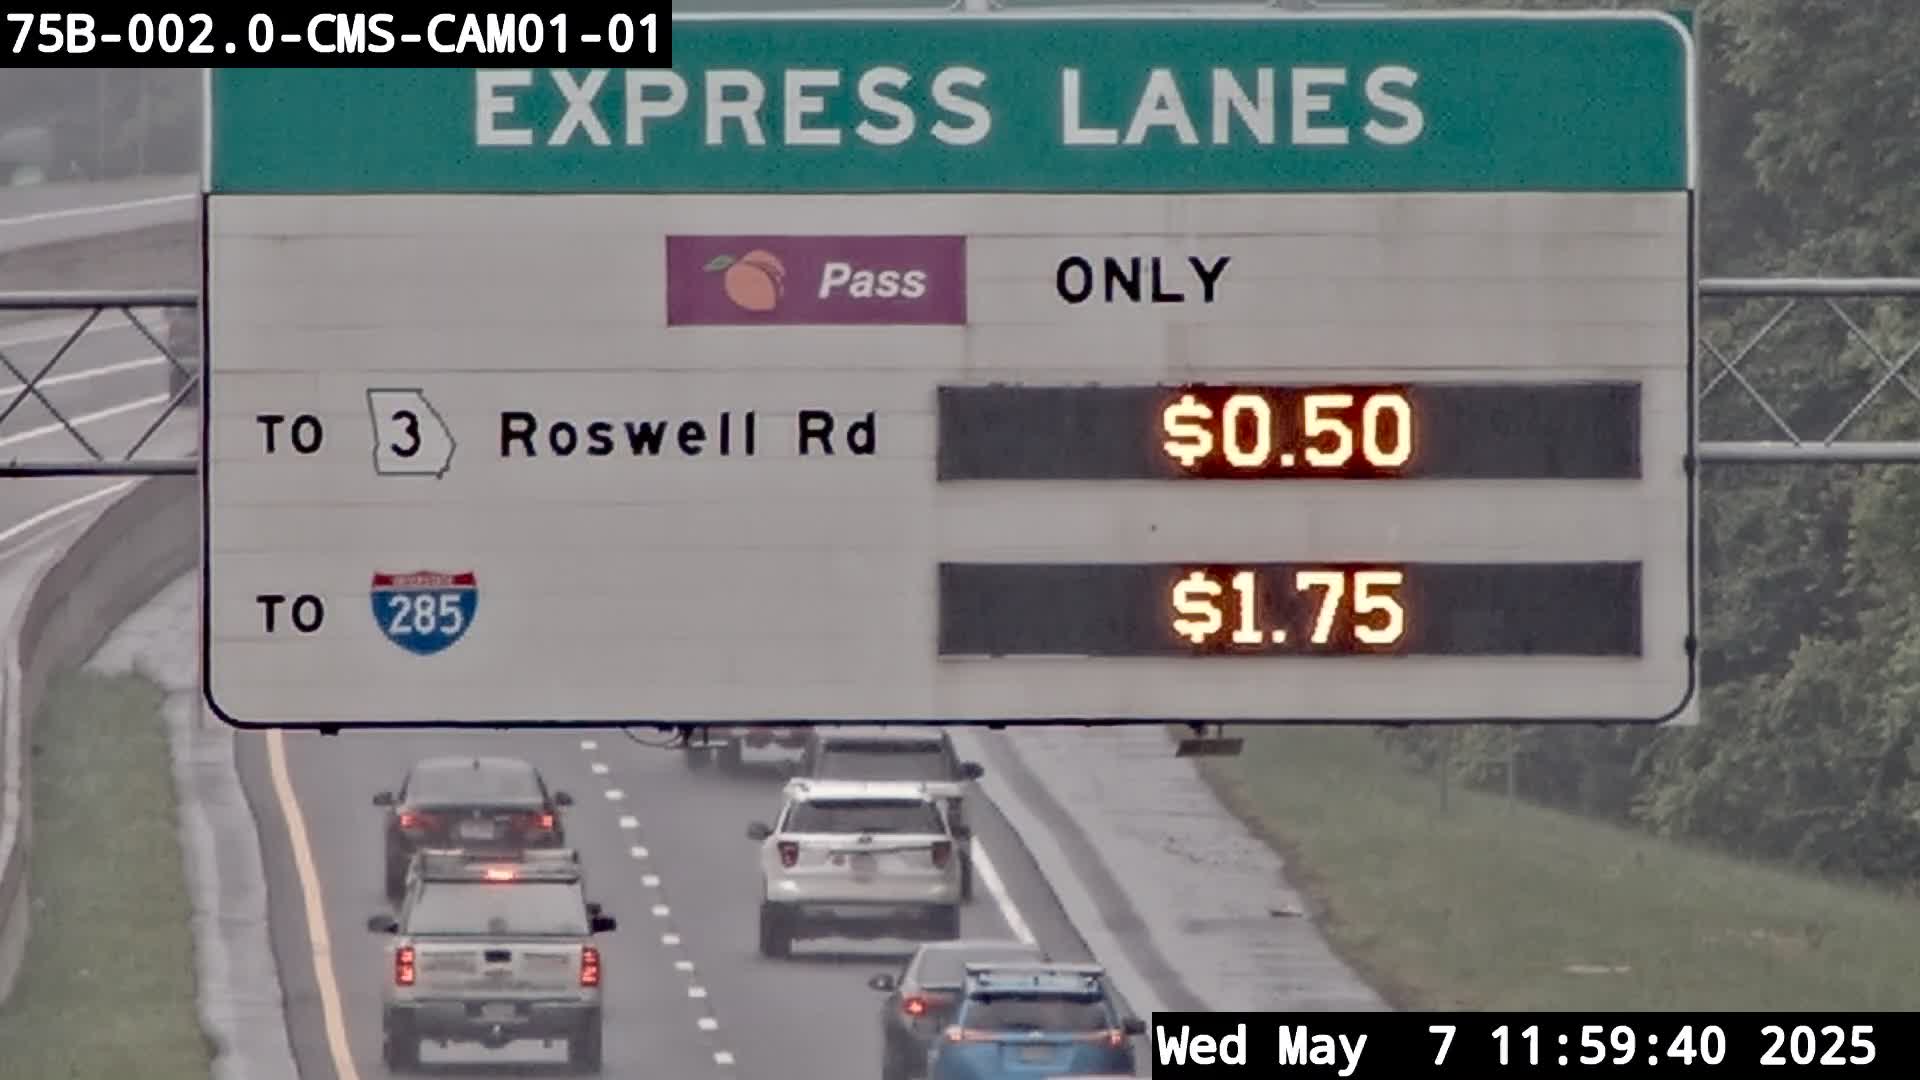 75B-002.0-CMS-CAM01-01
EXPRESS LANES
Pass ONLY
TO 3 Roswell Rd $0.50
INTERSTATE
TO 285 $1.75
Wed May 7 11:59:40 2025